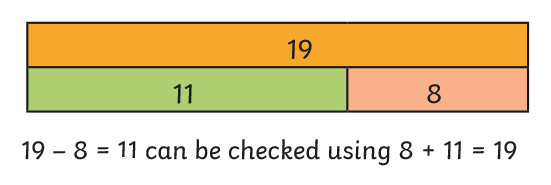 19
11 8
19 – 8 = 11 can be checked using 8 + 11 = 19